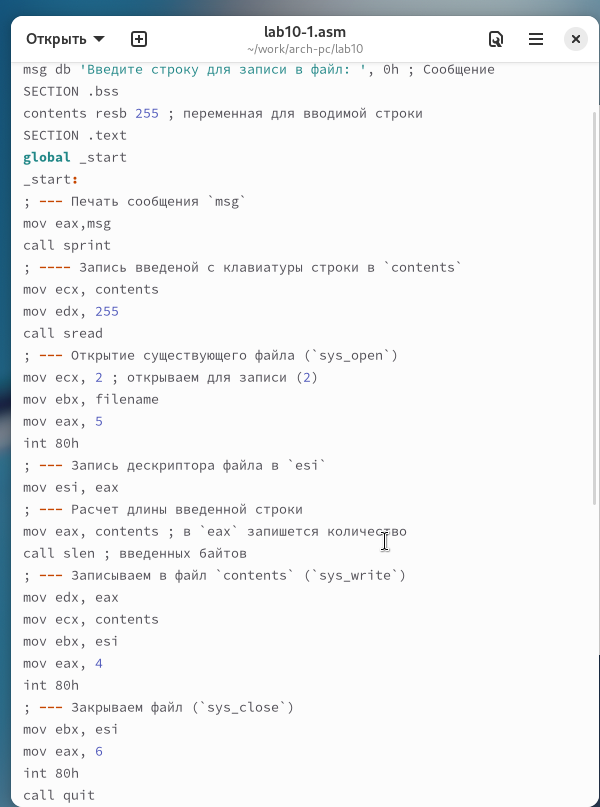 Открыть
lab10-1.asm
~/work/arch-pc/lab10
msg db 'Введите строку для записи в файл: ', 0h ; Сообщение
SECTION .bss
contents resb 255 ; переменная для вводимой строки
SECTION .text
global _start
_start:
; --- Печать сообщения `msg`
mov eax,msg
call sprint
; ---- Запись введеной с клавиатуры строки в `contents`
mov ecx, contents
mov edx, 255
call sread
; --- Открытие существующего файла (`sys_open`)
mov ecx, 2 ; открываем для записи (2)
mov ebx, filename
mov eax, 5
int 80h
; --- Запись дескриптора файла в `esi`
mov esi, eax
; --- Расчет длины введенной строки
mov eax, contents ; в `eax` запишется количество
call slen ; введенных байтов
; --- Записываем в файл `contents` (`sys_write`)
mov edx, eax
mov ecx, contents
mov ebx, esi
mov eax, 4
int 80h
; --- Закрываем файл (`sys_close`)
mov ebx, esi
mov eax, 6
int 80h
call quit